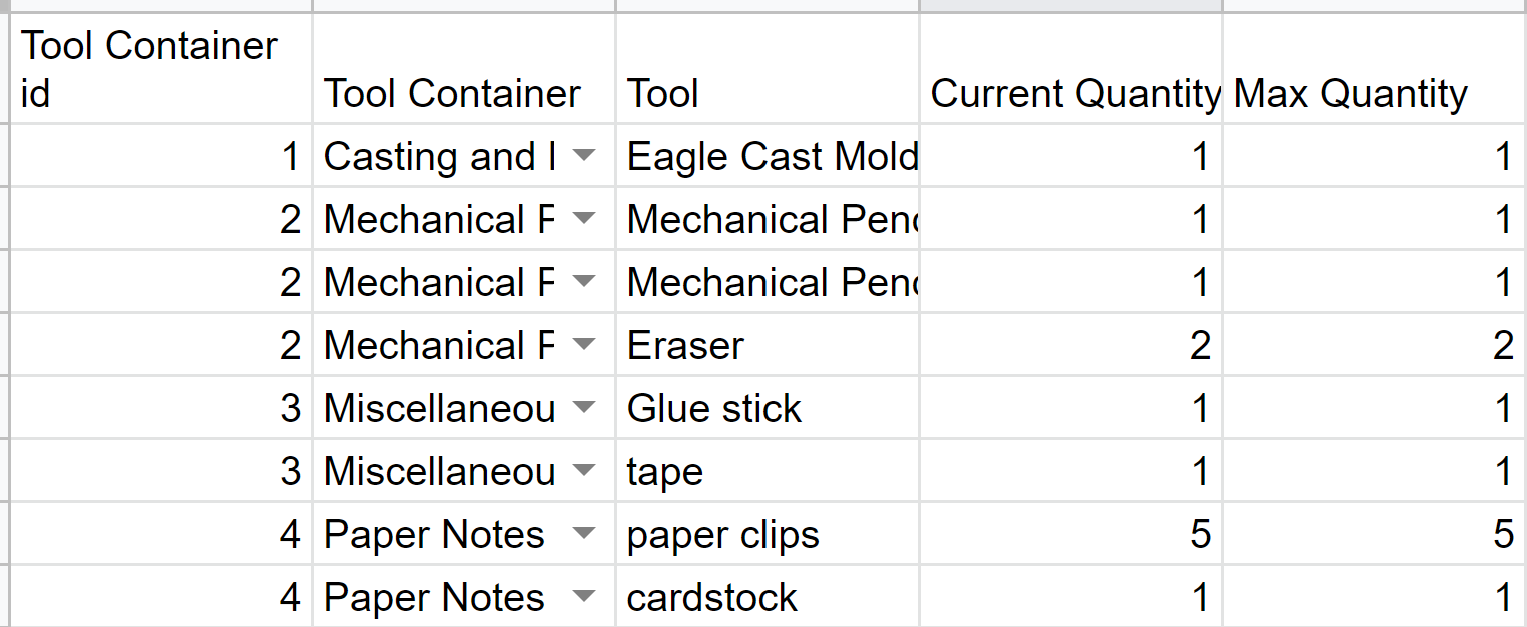 Tool Container
id Tool Container Tool Current Quantity Max Quantity
1 Casting and Eagle Cast Mold 1 1
2 Mechanical Mechanical 1 1
2 Mechanical Mechanical 1 1
2 Mechanical Eraser 2 2
3 Miscellaneou Glue stick 1 1
3 Miscellaneou tape 1 1
4 Paper Notes paper clips 5 5
4 Paper Notes cardstock 1 1